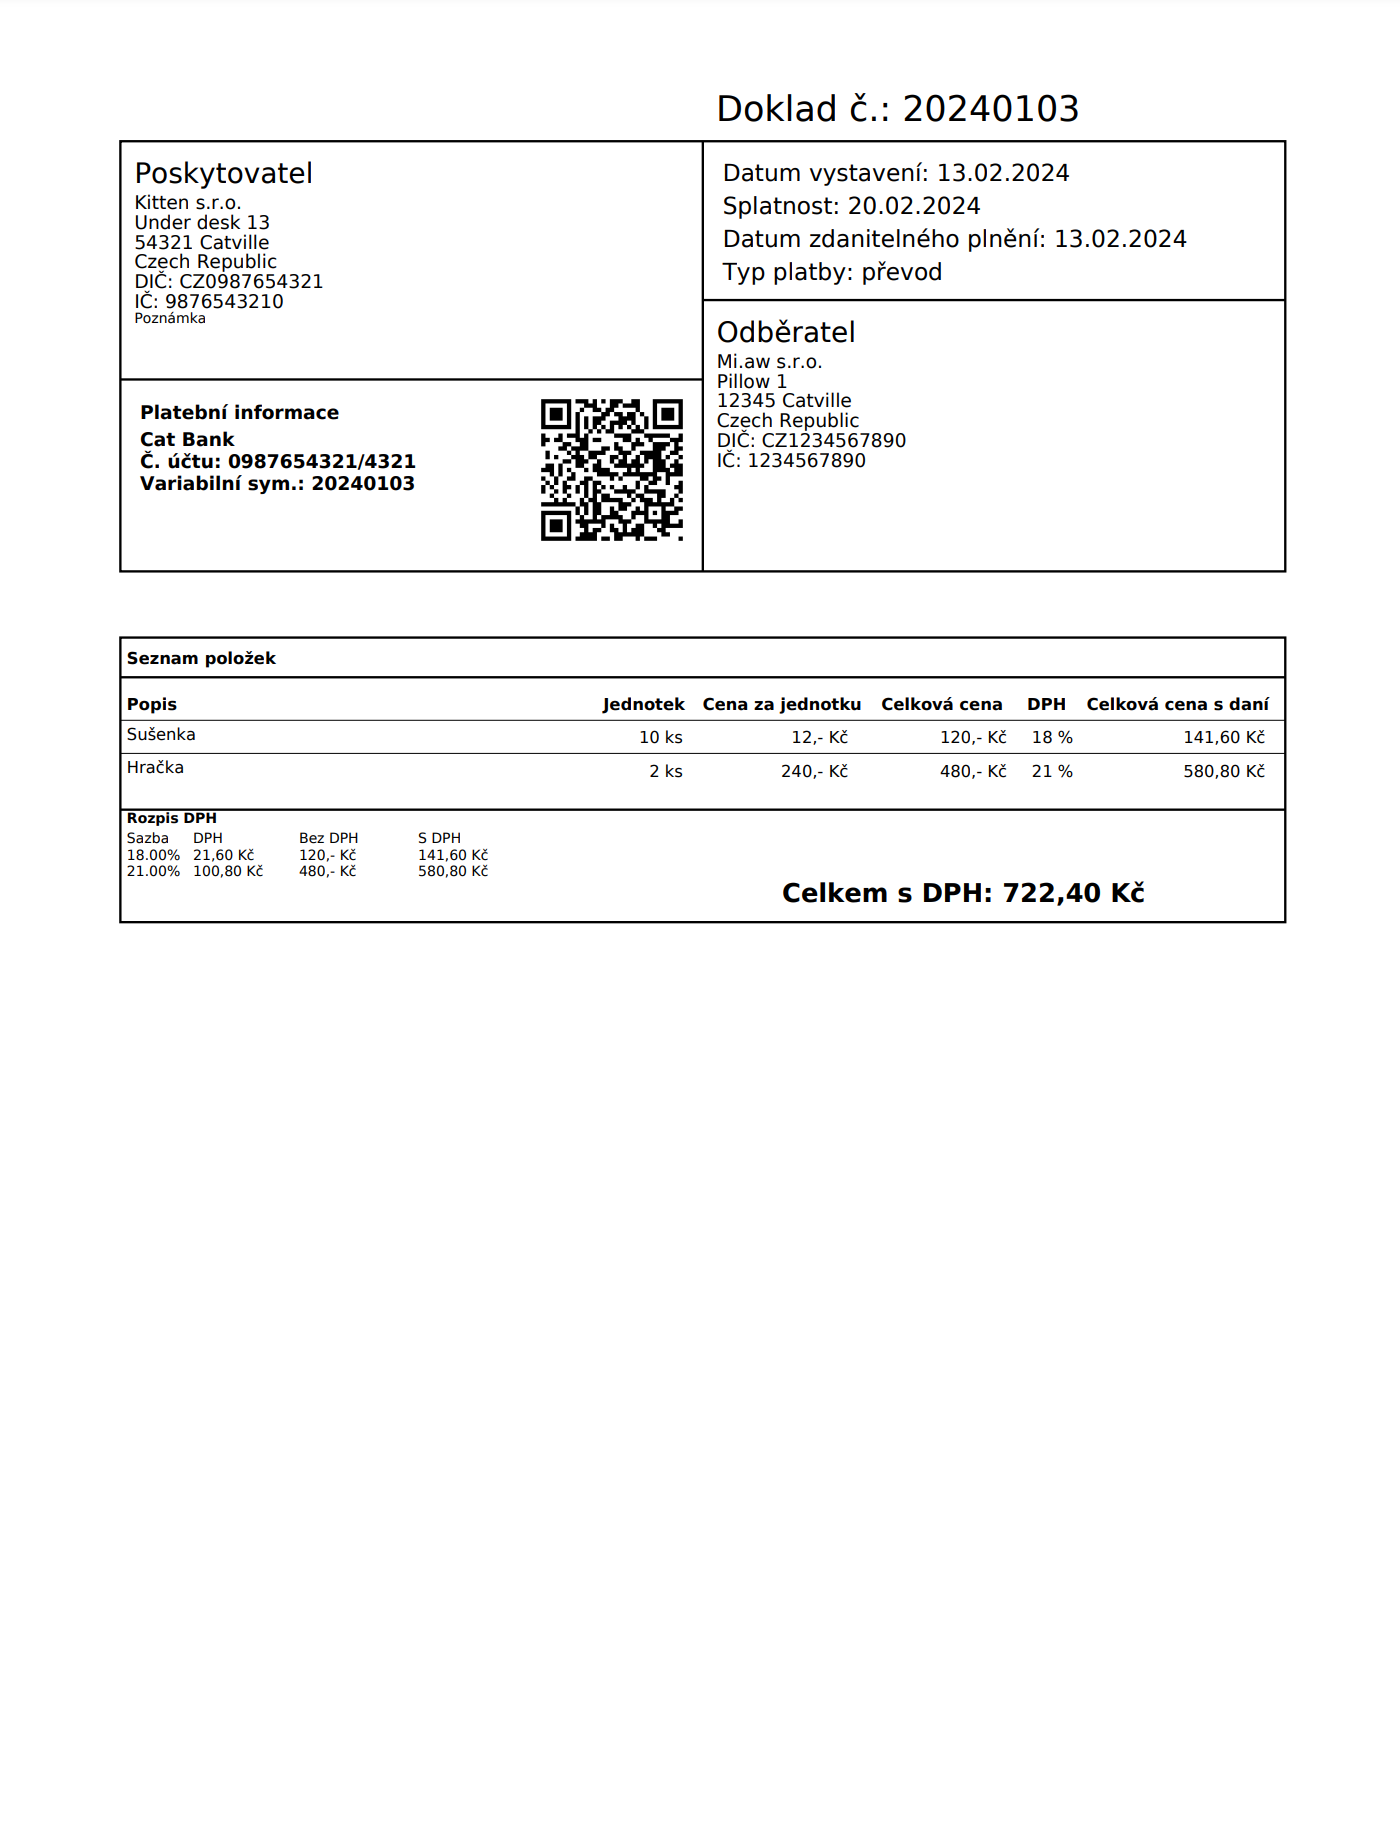 Doklad č.: 20240103
Poskytovatel
Kitten s.r.o.
Under desk 13
54321 Catville
Czech Republic
DIČ: CZ0987654321
IČ: 9876543210
Poznámka
Datum vystavení: 13.02.2024
Splatnost: 20.02.2024
Datum zdanitelného plnění: 13.02.2024
Typ platby: převod
Platební informace
Cat Bank
Č. účtu: 0987654321/4321
Variabilní sym.: 20240103
Odběratel
Mi.aw s.r.o.
Pillow 1
12345 Catville
Czech Republic
DIČ: CZ1234567890
IČ: 1234567890
Seznam položek
Popis Jednotek Cena za jednotku Celková cena DPH Celková cena s daní
Sušenka 10 ks 12,- Kč 120,- Kč 18 % 141,60 Kč
Hračka 2 ks 240,- Kč 480,- Kč 21 % 580,80 Kč
Rozpis DPH
Sazba DPH Bez DPH S DPH
18.00% 21,60 Kč 120,- Kč 141,60 Kč
21.00% 100,80 Kč 480,- Kč 580,80 Kč
Celkem s DPH: 722,40 Kč